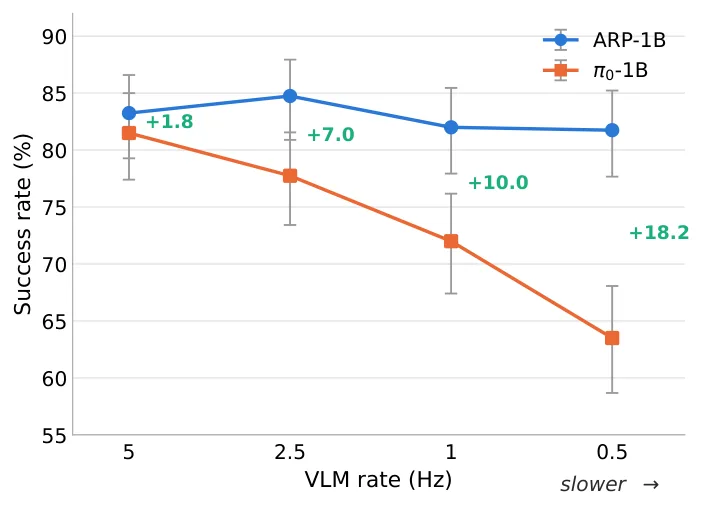 ARP-1B
π₀-1B
90
85
80
75
70
65
60
55
Success rate (%)
+1.8
+7.0
+10.0
+18.2
5 2.5 1 0.5
VLM rate (Hz)
slower →